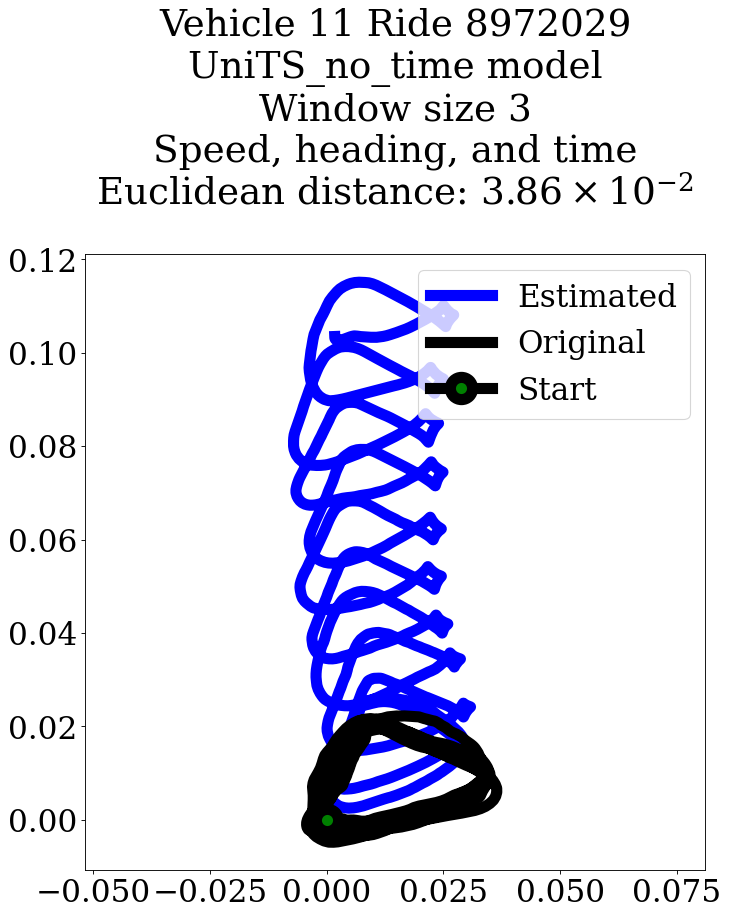 Vehicle 11 Ride 8972029
UniTS_no_time model
Window size 3
Speed, heading, and time
Euclidean distance: 3.86 × 10⁻²
0.12
0.10
0.08
0.06
0.04
0.02
0.00
Estimated
Original
Start
−0.050 −0.025 0.000 0.025 0.050 0.075